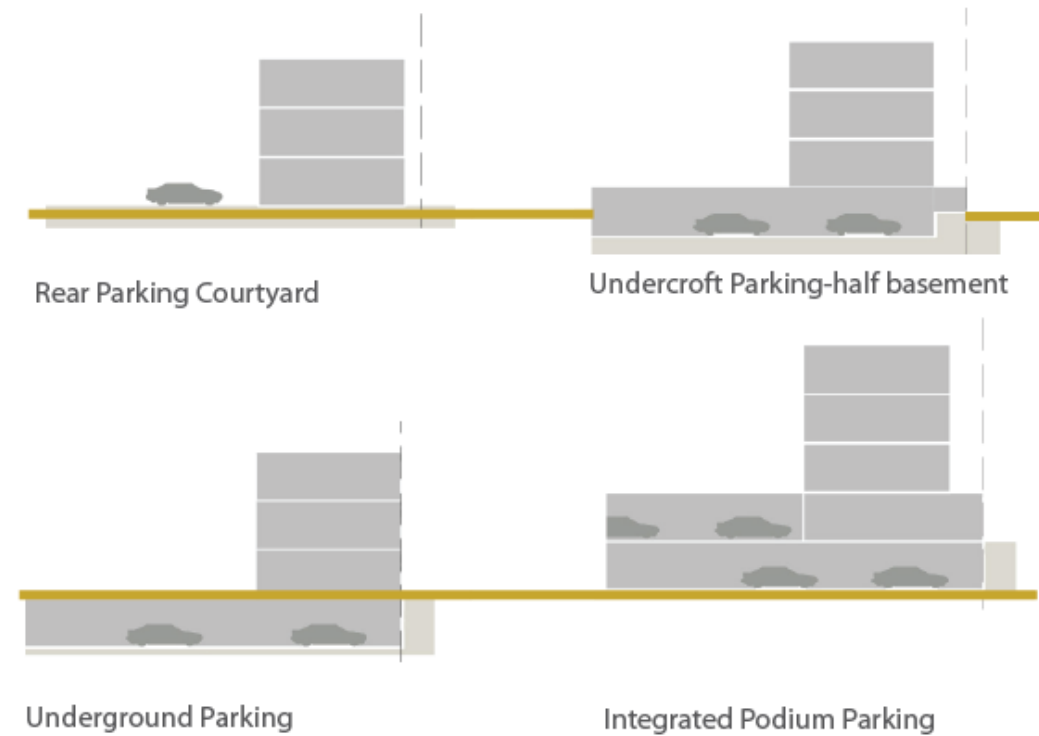 Rear Parking Courtyard
Undercroft Parking-half basement
Underground Parking
Integrated Podium Parking